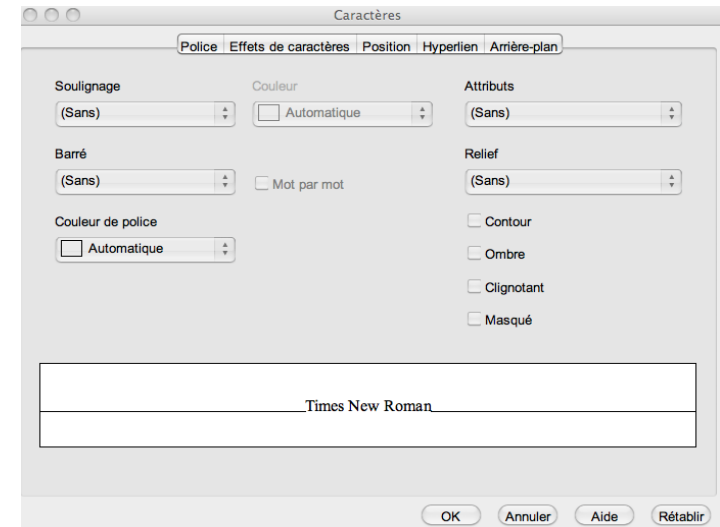 Caractères
Police Effets de caractères Position Hyperlien Arrière-plan
Soulignage Couleur Attributs
(Sans) Automatique (Sans)
Barré Relief
(Sans) Mot par mot (Sans)
Couleur de police Contour
Automatique Ombre
Clignotant
Masqué
Times New Roman
OK Annuler Aide Rétablir